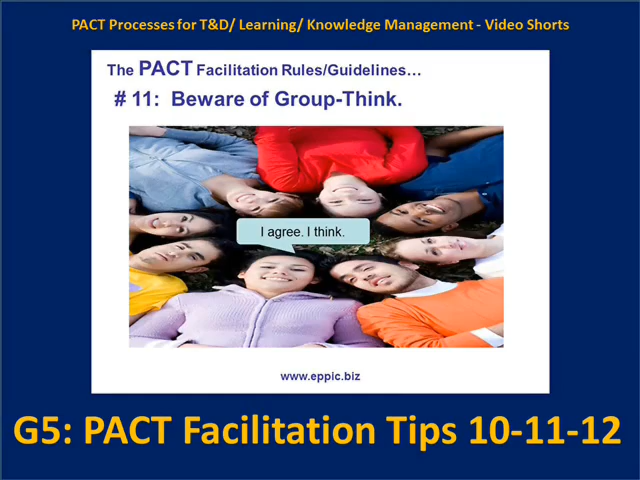 PACT Processes for T&D/ Learning/ Knowledge Management - Video Shorts
The PACT Facilitation Rules/Guidelines…
# 11:  Beware of Group-Think.
I agree. I think.
www.eppic.biz
G5: PACT Facilitation Tips 10-11-12